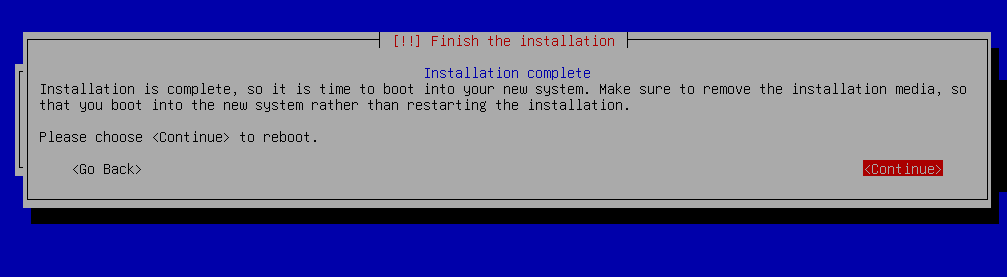 [!!] Finish the installation
Installation complete
Installation is complete, so it is time to boot into your new system. Make sure to remove the installation media, so
that you boot into the new system rather than restarting the installation.
Please choose <Continue> to reboot.
<Go Back> <Continue>